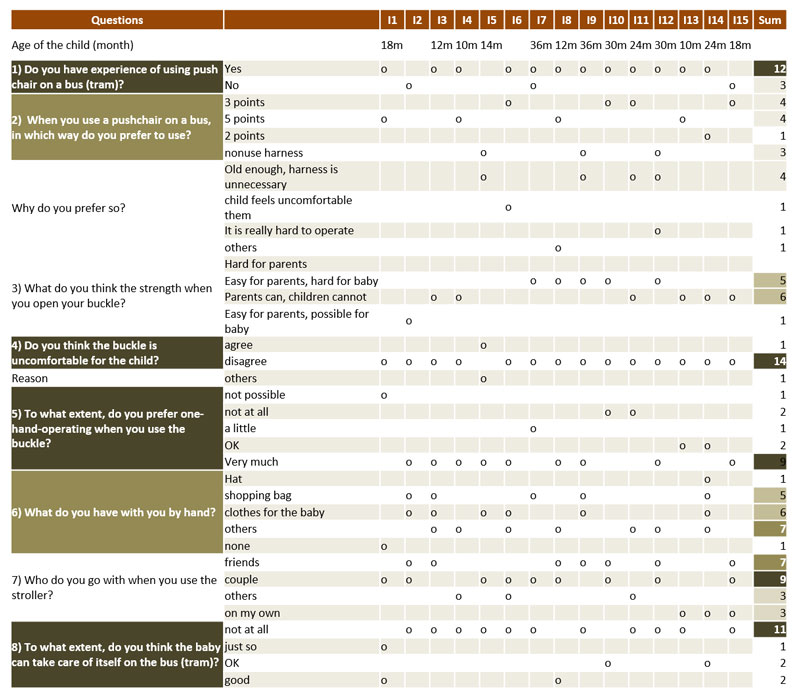 Questions I1 I2 I3 I4 I5 I6 I7 I8 I9 I10 I11 I12 I13 I14 I15 Sum
Age of the child (month) 18m 12m 10m 14m 36m 12m 36m 30m 24m 30m 10m 24m 18m
1) Do you have experience of using push
chair on a bus (tram)?
Yes o o o o o o o o o o o o 12
No o o o 3
2) When you use a pushchair on a bus,
in which way do you prefer to use?
3 points o o o o 4
5 points o o o o 4
2 points o 1
nonuse harness o o o 3
Why do you prefer so?
Old enough, harness is
unnecessary o o o o 4
child feels uncomfortable
them o 1
It is really hard to operate o 1
others o 1
3) What do you think the strength when
you open your buckle?
Hard for parents
Easy for parents, hard for baby o o o o o 5
Parents can, children cannot o o o o o o 6
Easy for parents, possible for
baby o 1
4) Do you think the buckle is
uncomfortable for the child?
agree o 1
disagree o o o o o o o o o o o o o o 14
Reason others o 1
5) To what extent, do you prefer one-
hand-operating when you use the
buckle?
not possible o 1
not at all o o 2
a little o 1
OK o o 2
Very much o o o o o o o o o 9
6) What do you have with you by hand?
Hat o 1
shopping bag o o o o o 5
clothes for the baby o o o o o o 6
others o o o o o o o 7
none o 1
7) Who do you go with when you use the
stroller?
friends o o o o o o o 7
couple o o o o o o o o o o 9
others o o o 3
on my own o o o 3
8) To what extent, do you think the baby
can take care of itself on the bus (tram)?
not at all o o o o o o o o o o o 11
just so o 1
OK o o 2
good o o 2